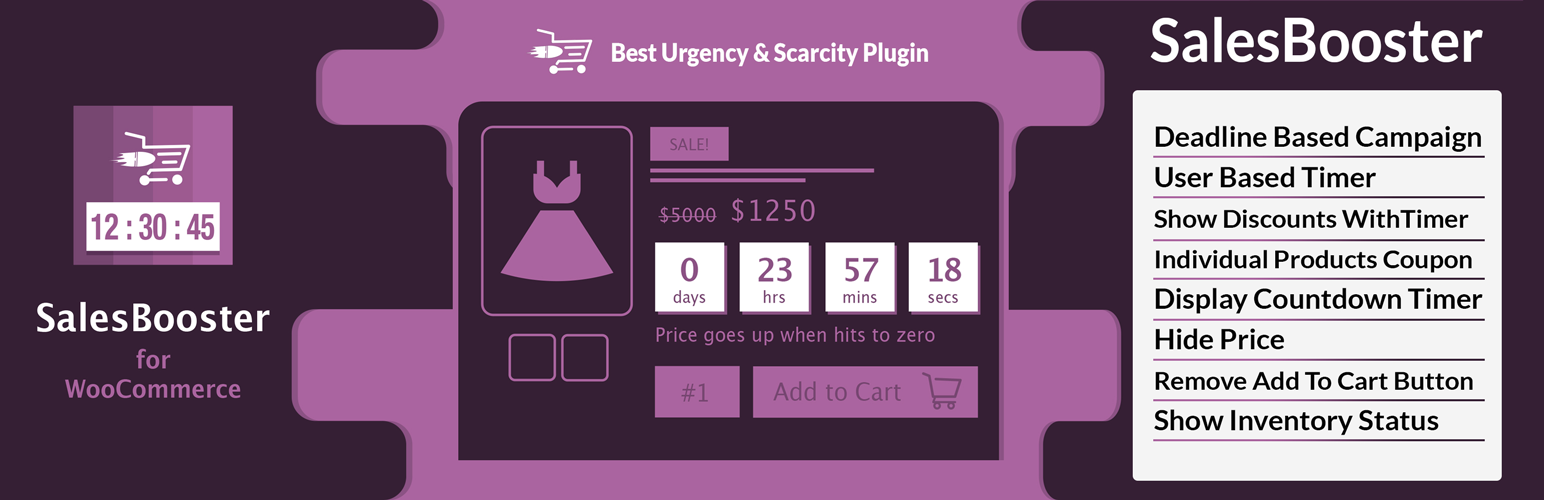 12 : 30 : 45
SalesBooster
for
WooCommerce
Best Urgency & Scarcity Plugin
SALE!
$5000 $1250
0 23 57 18
days hrs mins secs
Price goes up when hits to zero
#1 Add to Cart
SalesBooster
Deadline Based Campaign
User Based Timer
Show Discounts WithTimer
Individual Products Coupon
Display Countdown Timer
Hide Price
Remove Add To Cart Button
Show Inventory Status